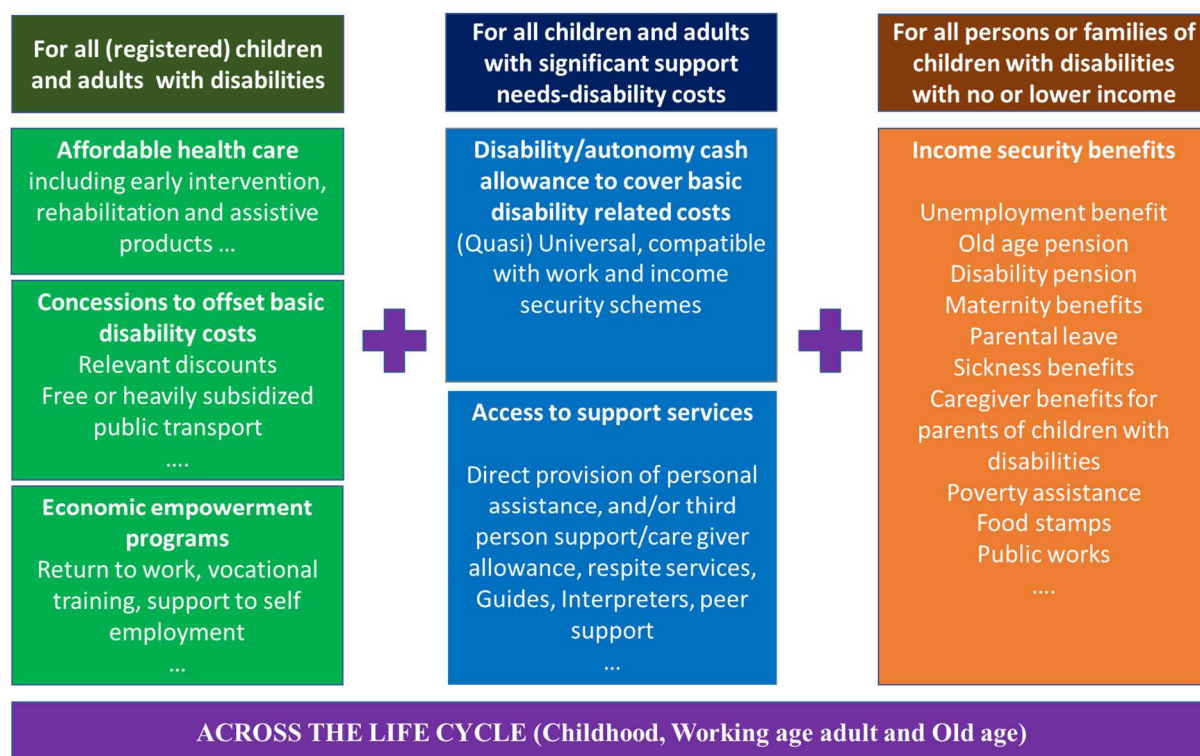 For all (registered) children
and adults with disabilities
Affordable health care
including early intervention,
rehabilitation and assistive
products ...
Concessions to offset basic
disability costs
Relevant discounts
Free or heavily subsidized
public transport
....
Economic empowerment
programs
Return to work, vocational
training, support to self
employment
...
For all children and adults
with significant support
needs-disability costs
Disability/autonomy cash
allowance to cover basic
disability related costs
(Quasi) Universal, compatible
with work and income
security schemes
Access to support services
Direct provision of personal
assistance, and/or third
person support/care giver
allowance, respite services,
Guides, Interpreters, peer
support
...
For all persons or families of
children with disabilities
with no or lower income
Income security benefits
Unemployment benefit
Old age pension
Disability pension
Maternity benefits
Parental leave
Sickness benefits
Caregiver benefits for
parents of children with
disabilities
Poverty assistance
Food stamps
Public works
....
ACROSS THE LIFE CYCLE (Childhood, Working age adult and Old age)